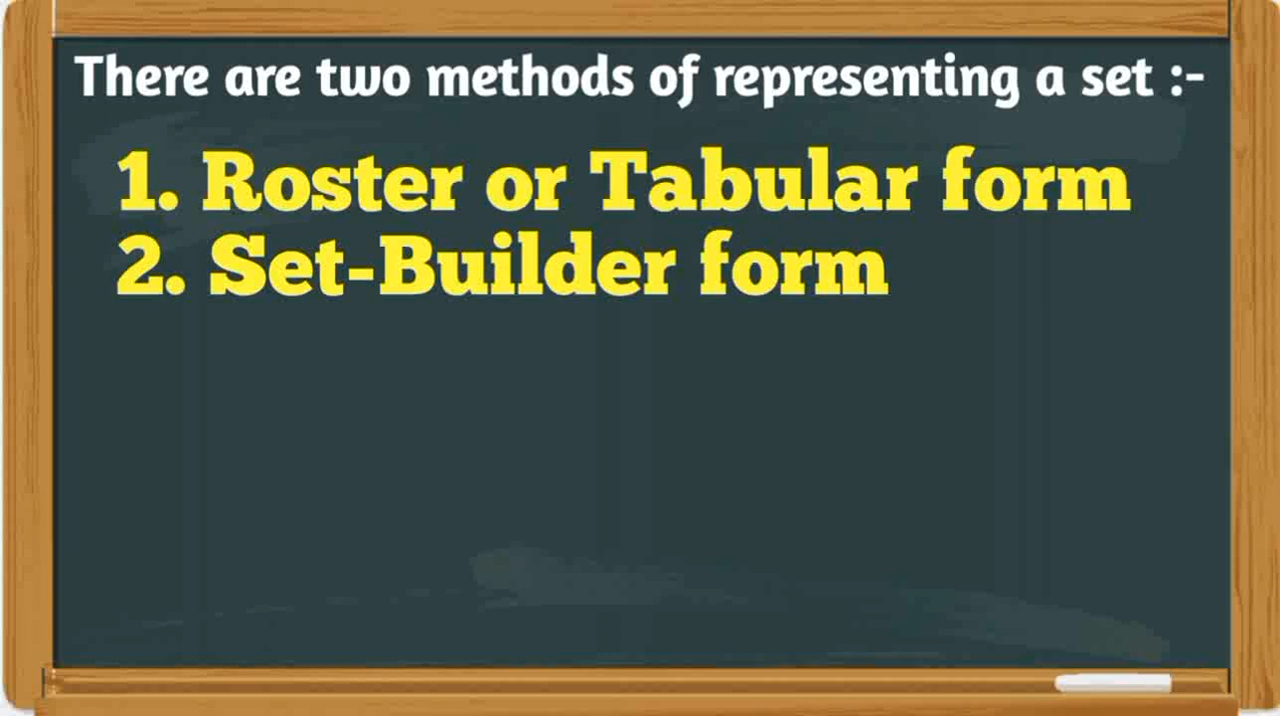 There are two methods of representing a set :-
1. Roster or Tabular form
2. Set-Builder form